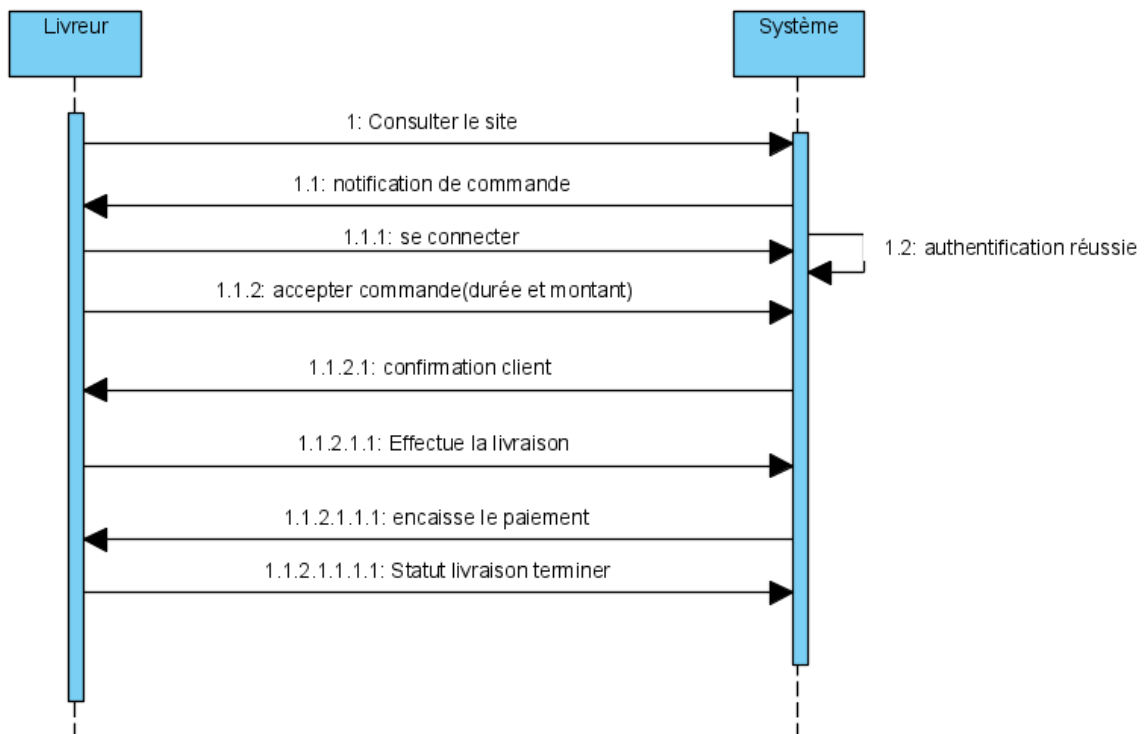 Livreur
Système
1: Consulter le site
1.1: notification de commande
1.1.1: se connecter
1.2: authentification réussie
1.1.2: accepter commande(durée et montant)
1.1.2.1: confirmation client
1.1.2.1.1: Effectue la livraison
1.1.2.1.1.1: encaisse le paiement
1.1.2.1.1.1.1: Statut livraison terminer